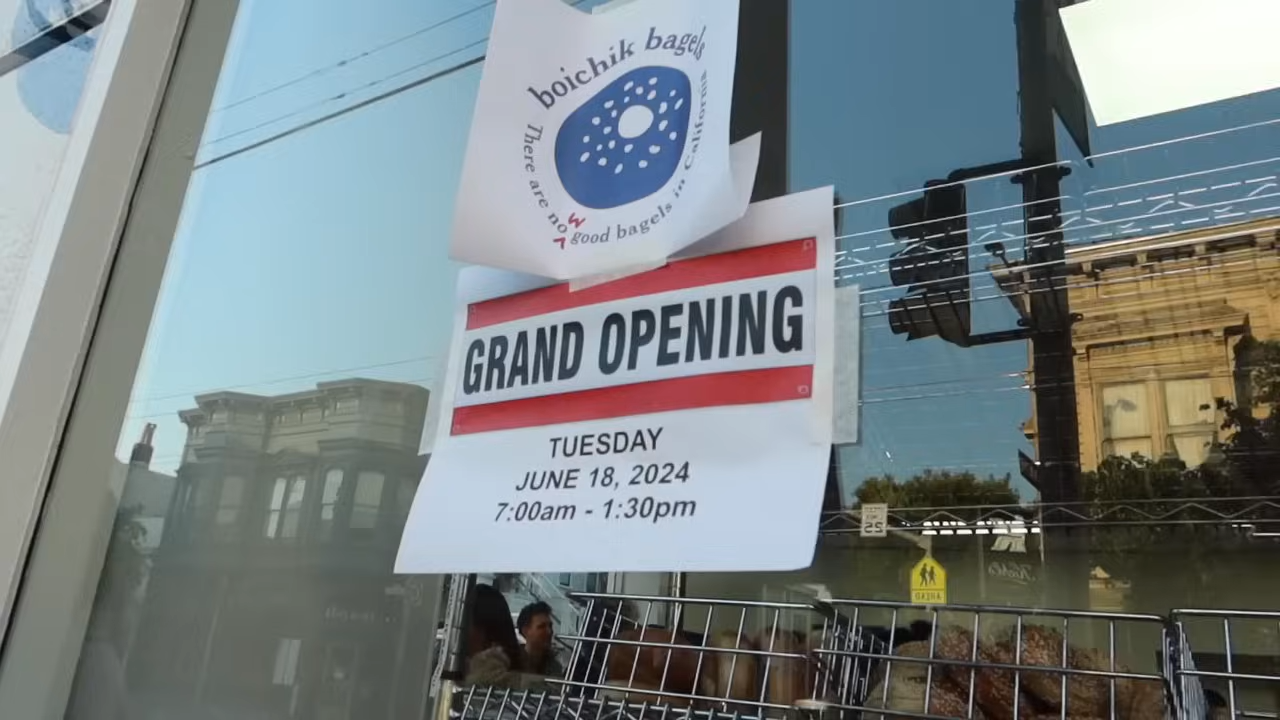 boichik bagels
There are now good bagels in California
GRAND OPENING
TUESDAY
JUNE 18, 2024
7:00am - 1:30pm
25